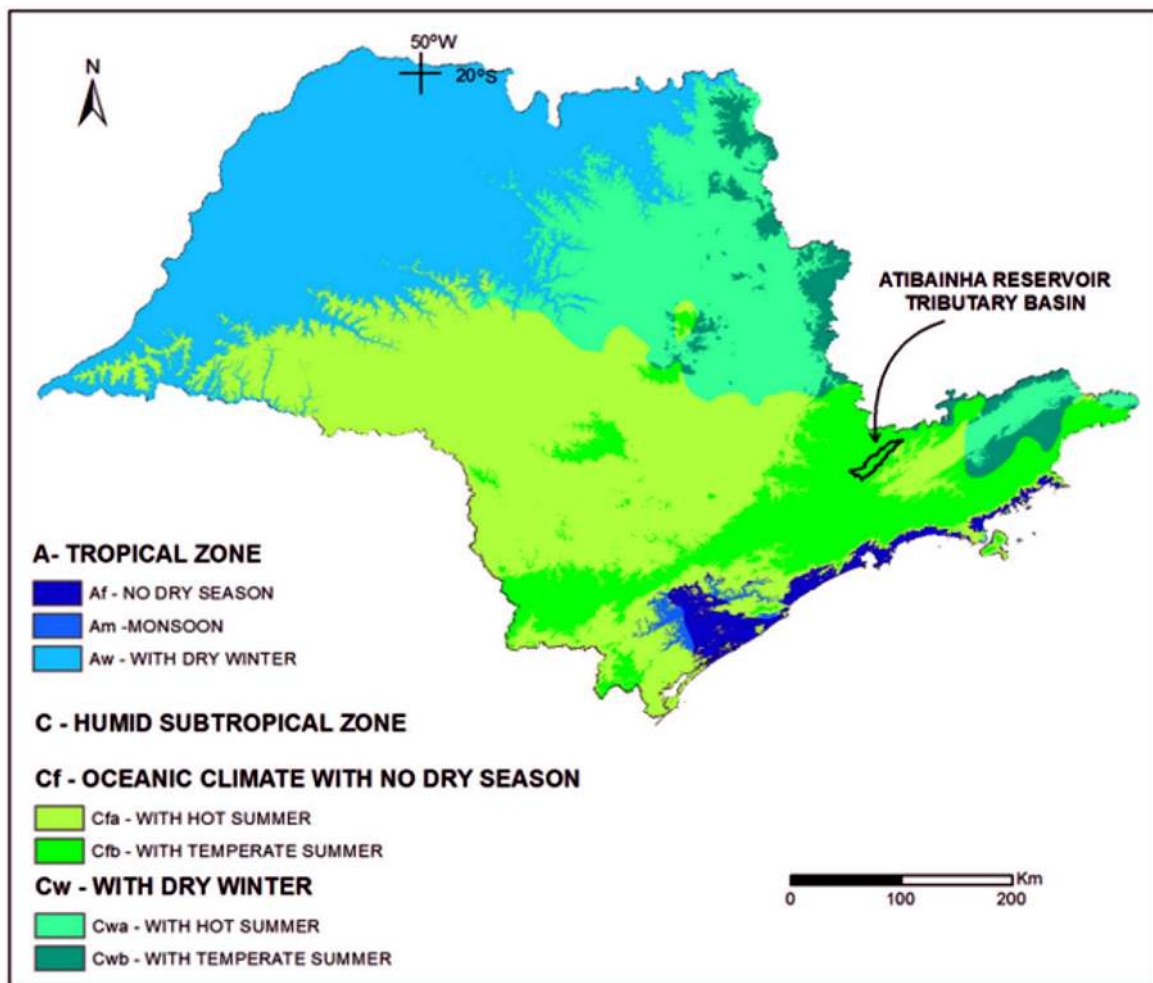 50ºW
20ºS
N
ATIBAINHA RESERVOIR
TRIBUTARY BASIN
A- TROPICAL ZONE
Af - NO DRY SEASON
Am -MONSOON
Aw - WITH DRY WINTER
C - HUMID SUBTROPICAL ZONE
Cf - OCEANIC CLIMATE WITH NO DRY SEASON
Cfa - WITH HOT SUMMER
Cfb - WITH TEMPERATE SUMMER
Cw - WITH DRY WINTER
Cwa - WITH HOT SUMMER
Cwb - WITH TEMPERATE SUMMER
Km
0 100 200